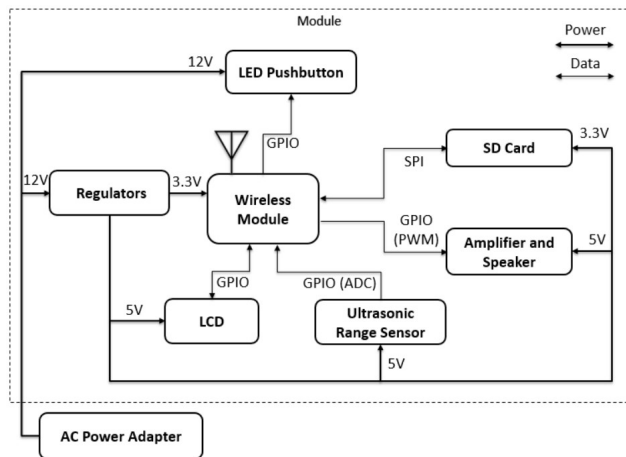 Module
Power
Data
12V
LED Pushbutton
GPIO
12V
Regulators
3.3V
Wireless
Module
SPI
SD Card
3.3V
GPIO
(PWM)
Amplifier and
Speaker
5V
GPIO
GPIO (ADC)
5V
LCD
Ultrasonic
Range Sensor
5V
AC Power Adapter